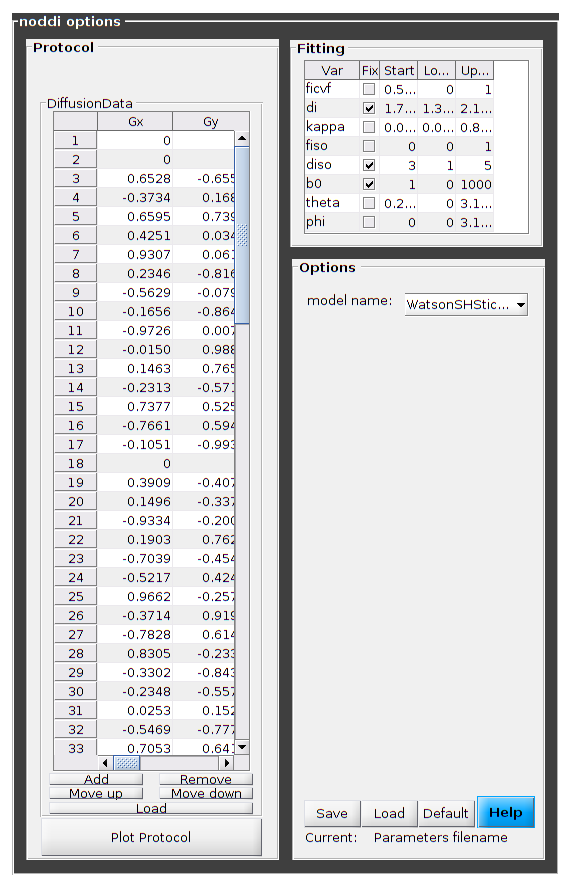 noddi options
Protocol
DiffusionData
Gx Gy
1 0
2 0
3 0.6528 -0.655
4 -0.3734 0.168
5 0.6595 0.739
6 0.4251 0.034
7 0.9307 0.061
8 0.2346 -0.816
9 -0.5629 -0.079
10 -0.1656 -0.864
11 -0.9726 0.007
12 -0.0150 0.988
13 0.1463 0.765
14 -0.2313 -0.571
15 0.7377 0.525
16 -0.7661 0.594
17 -0.1051 -0.993
18 0
19 0.3909 -0.407
20 0.1496 -0.337
21 -0.9334 -0.200
22 0.1903 0.762
23 -0.7039 -0.454
24 -0.5217 0.424
25 0.9662 -0.257
26 -0.3714 0.919
27 -0.7828 0.614
28 0.8305 -0.233
29 -0.3302 -0.843
30 -0.2348 -0.557
31 0.0253 0.152
32 -0.5469 -0.777
33 0.7053 0.641
Add Remove
Move up Move down
Load
Plot Protocol
Fitting
Var Fix Start Lo... Up...
ficvf 0.5... 0 1
di 1.7... 1.3... 2.1...
kappa 0.0... 0.0... 0.8...
fiso 0 0 1
diso 3 1 5
b0 1 0 1000
theta 0.2... 0 3.1...
phi 0 0 3.1...
Options
model name: WatsonSHStic...
Save Load Default Help
Current: Parameters filename